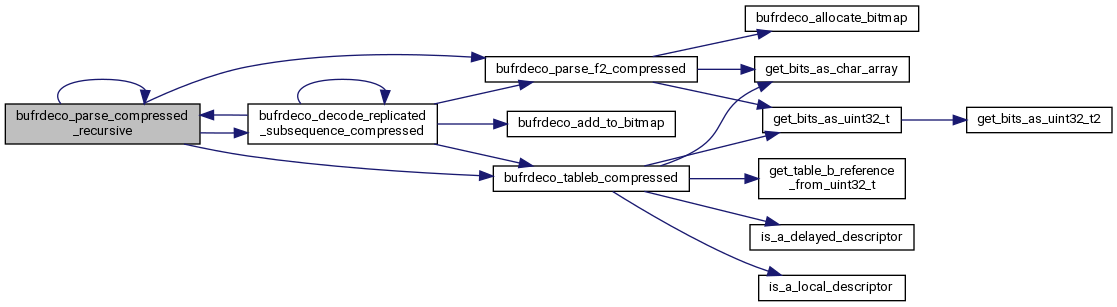 bufrdeco_parse_compressed
_recursive
bufrdeco_decode_replicated
_subsequence_compressed
bufrdeco_parse_f2_compressed
bufrdeco_add_to_bitmap
bufrdeco_tableb_compressed
bufrdeco_allocate_bitmap
get_bits_as_char_array
get_bits_as_uint32_t
get_bits_as_uint32_t2
get_table_b_reference
_from_uint32_t
is_a_delayed_descriptor
is_a_local_descriptor